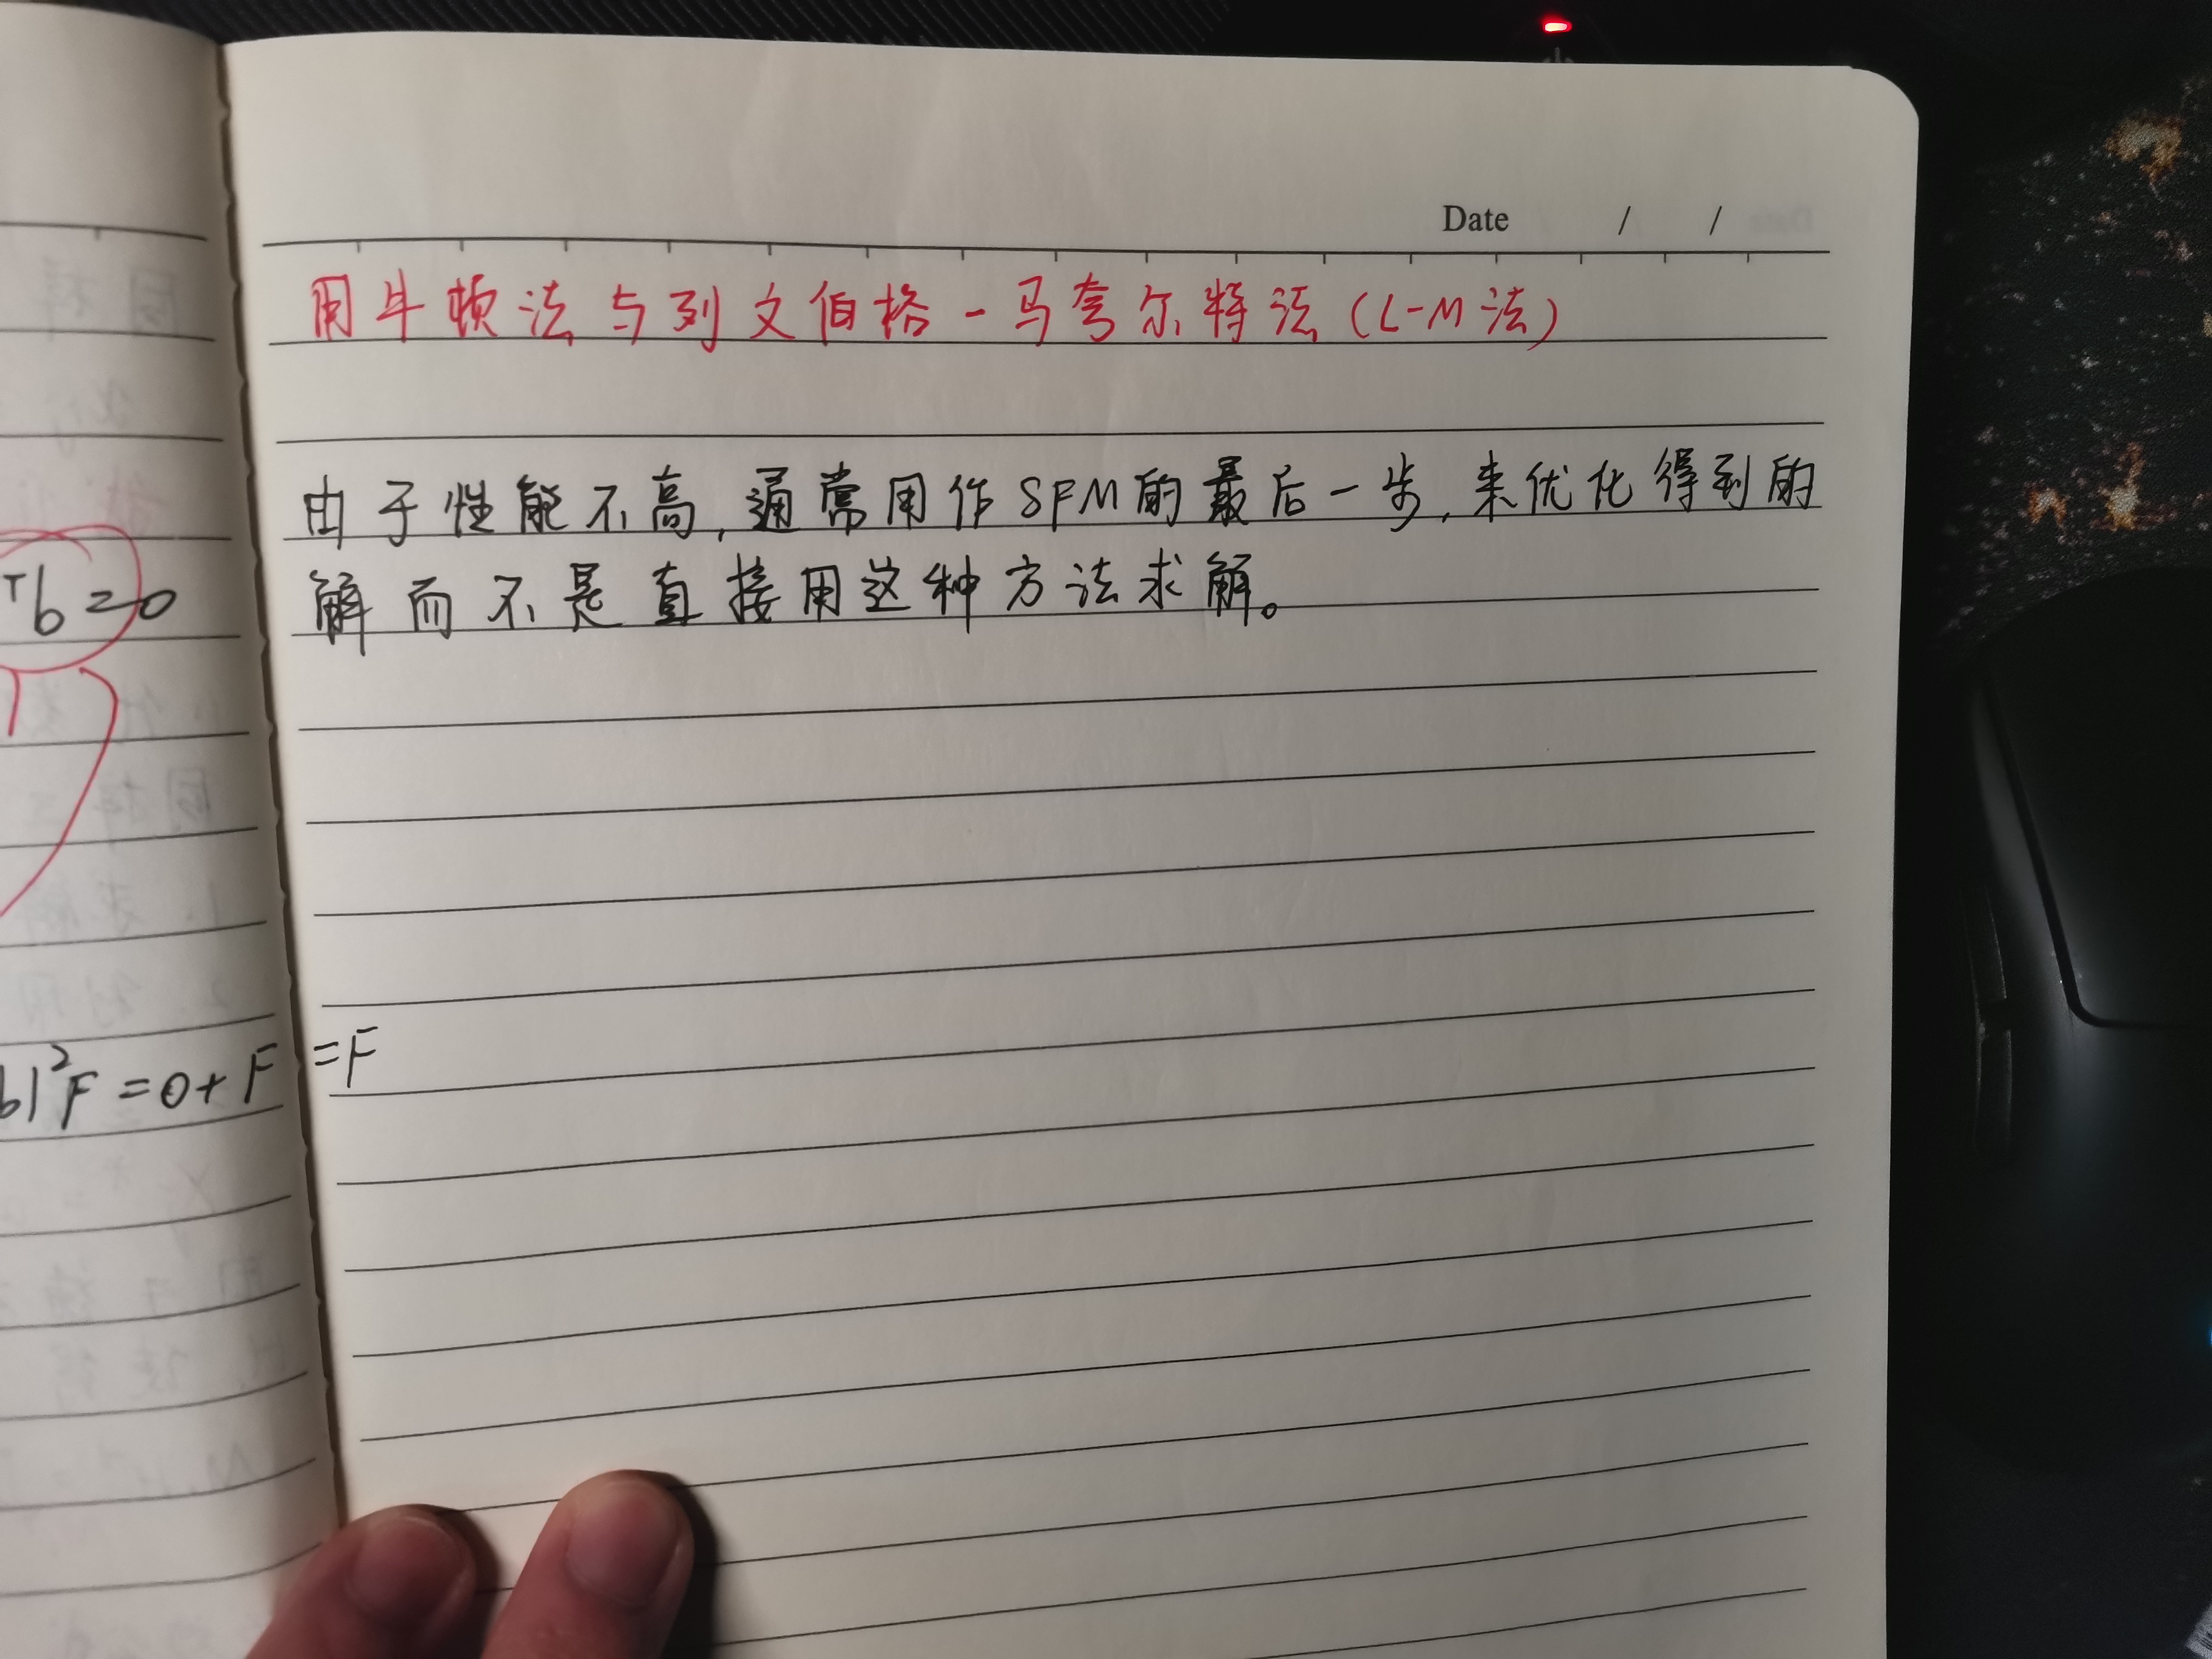 Date / /
用牛顿法与列文伯格-马夸尔特法(L-M法)
由于性能不高,通常用作SFM的最后一步,来优化得到的
解而不是直接用这种方法求解。
ᵀb=0
b|²F=0+F =F